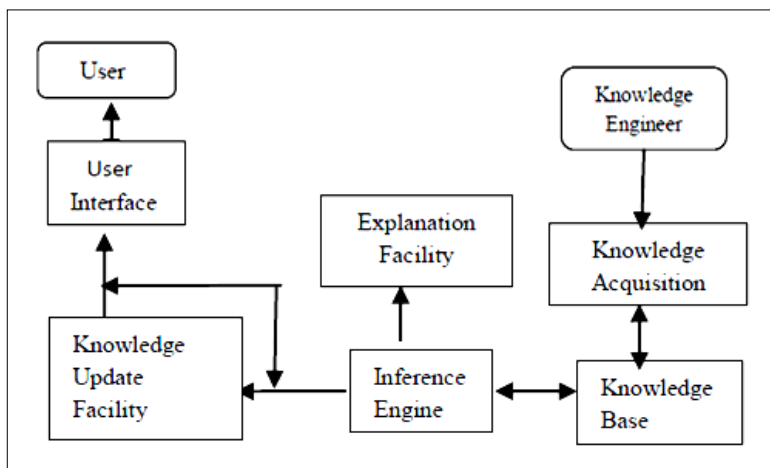 User
Knowledge
Engineer
User
Interface
Explanation
Facility
Knowledge
Acquisition
Knowledge
Update
Facility
Inference
Engine
Knowledge
Base